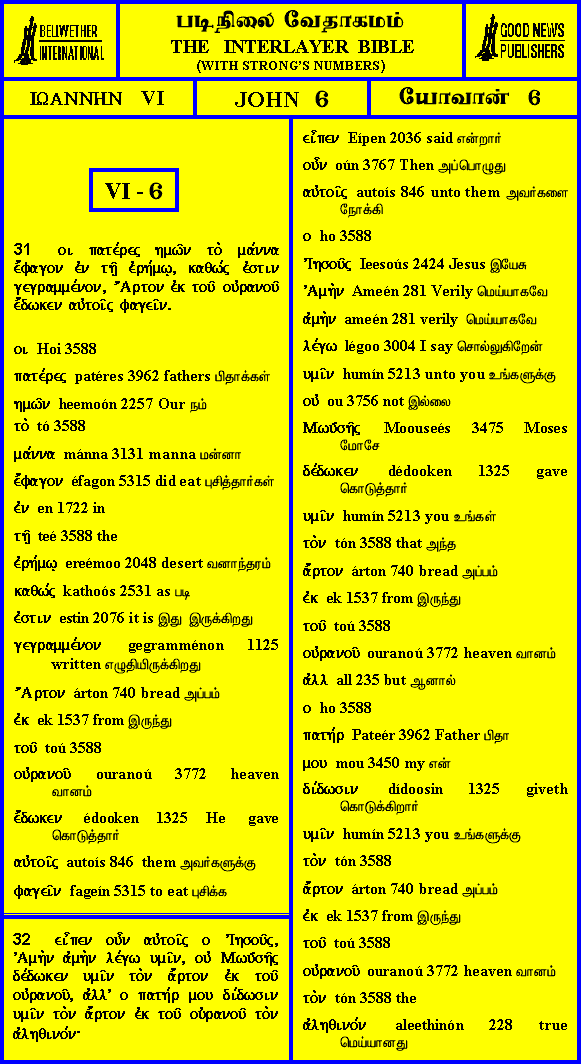 BELLWETHER
INTERNATIONAL
படிநிலை வேதாகமம்
THE INTERLAYER BIBLE
(WITH STRONG'S NUMBERS)
GOOD NEWS
PUBLISHERS
ΙΩΑΝΝΗΝ VI
JOHN 6
யோவான் 6
VI - 6
31 οι πατέρες ημῶν τὸ μάννα
ἔφαγον ἐν τῇ ἐρήμῳ, καθώς ἐστιν
γεγραμμένον, Ἄρτον ἐκ τοῦ οὐρανοῦ
ἔδωκεν αὐτοῖς φαγεῖν.
οι Hoi 3588
πατέρες patéres 3962 fathers பிதாக்கள்
ημῶν heemoón 2257 Our நம்
τὸ tó 3588
μάννα mánna 3131 manna மன்னா
ἔφαγον éfagon 5315 did eat புசித்தார்கள்
ἐν en 1722 in
τῇ teé 3588 the
ἐρήμῳ ereémoo 2048 desert வனாந்தரம்
καθώς kathoós 2531 as படி
ἐστιν estin 2076 it is இது இருக்கிறது
γεγραμμένον gegramménon 1125
written எழுதியிருக்கிறது
Ἄρτον árton 740 bread அப்பம்
ἐκ ek 1537 from இருந்து
τοῦ toú 3588
οὐρανοῦ ouranoú 3772 heaven
வானம்
ἔδωκεν édooken 1325 He gave
கொடுத்தார்
αὐτοῖς autoís 846 them அவர்களுக்கு
φαγεῖν fageín 5315 to eat புசிக்க
32 εἶπεν οὖν αὐτοῖς ο Ἰησοῦς,
Ἀμὴν ἀμὴν λέγω υμῖν, οὐ Μωϋσῆς
δέδωκεν υμῖν τὸν ἄρτον ἐκ τοῦ
οὐρανοῦ, ἀλλ' ο πατήρ μου δίδωσιν
υμῖν τὸν ἄρτον ἐκ τοῦ οὐρανοῦ τὸν
ἀληθινόν·
εἶπεν Eípen 2036 said என்றார்
οὖν oún 3767 Then அப்பொழுது
αὐτοῖς autoís 846 unto them அவர்களை
நோக்கி
ο ho 3588
Ἰησοῦς Ieesoús 2424 Jesus இயேசு
Ἀμὴν Ameén 281 Verily மெய்யாகவே
ἀμὴν ameén 281 verily மெய்யாகவே
λέγω légoo 3004 I say சொல்லுகிறேன்
υμῖν humín 5213 unto you உங்களுக்கு
οὐ ou 3756 not இல்லை
Μωϋσῆς Moouseés 3475 Moses
மோசே
δέδωκεν dédooken 1325 gave
கொடுத்தார்
υμῖν humín 5213 you உங்கள்
τὸν tón 3588 that அந்த
ἄρτον árton 740 bread அப்பம்
ἐκ ek 1537 from இருந்து
τοῦ toú 3588
οὐρανοῦ ouranoú 3772 heaven வானம்
ἀλλ all 235 but ஆனால்
ο ho 3588
πατήρ Pateér 3962 Father பிதா
μου mou 3450 my என்
δίδωσιν dídoosin 1325 giveth
கொடுக்கிறார்
υμῖν humín 5213 you உங்களுக்கு
τὸν tón 3588
ἄρτον árton 740 bread அப்பம்
ἐκ ek 1537 from இருந்து
τοῦ toú 3588
οὐρανοῦ ouranoú 3772 heaven வானம்
τὸν tón 3588 the
ἀληθινόν aleethinón 228 true
மெய்யானது